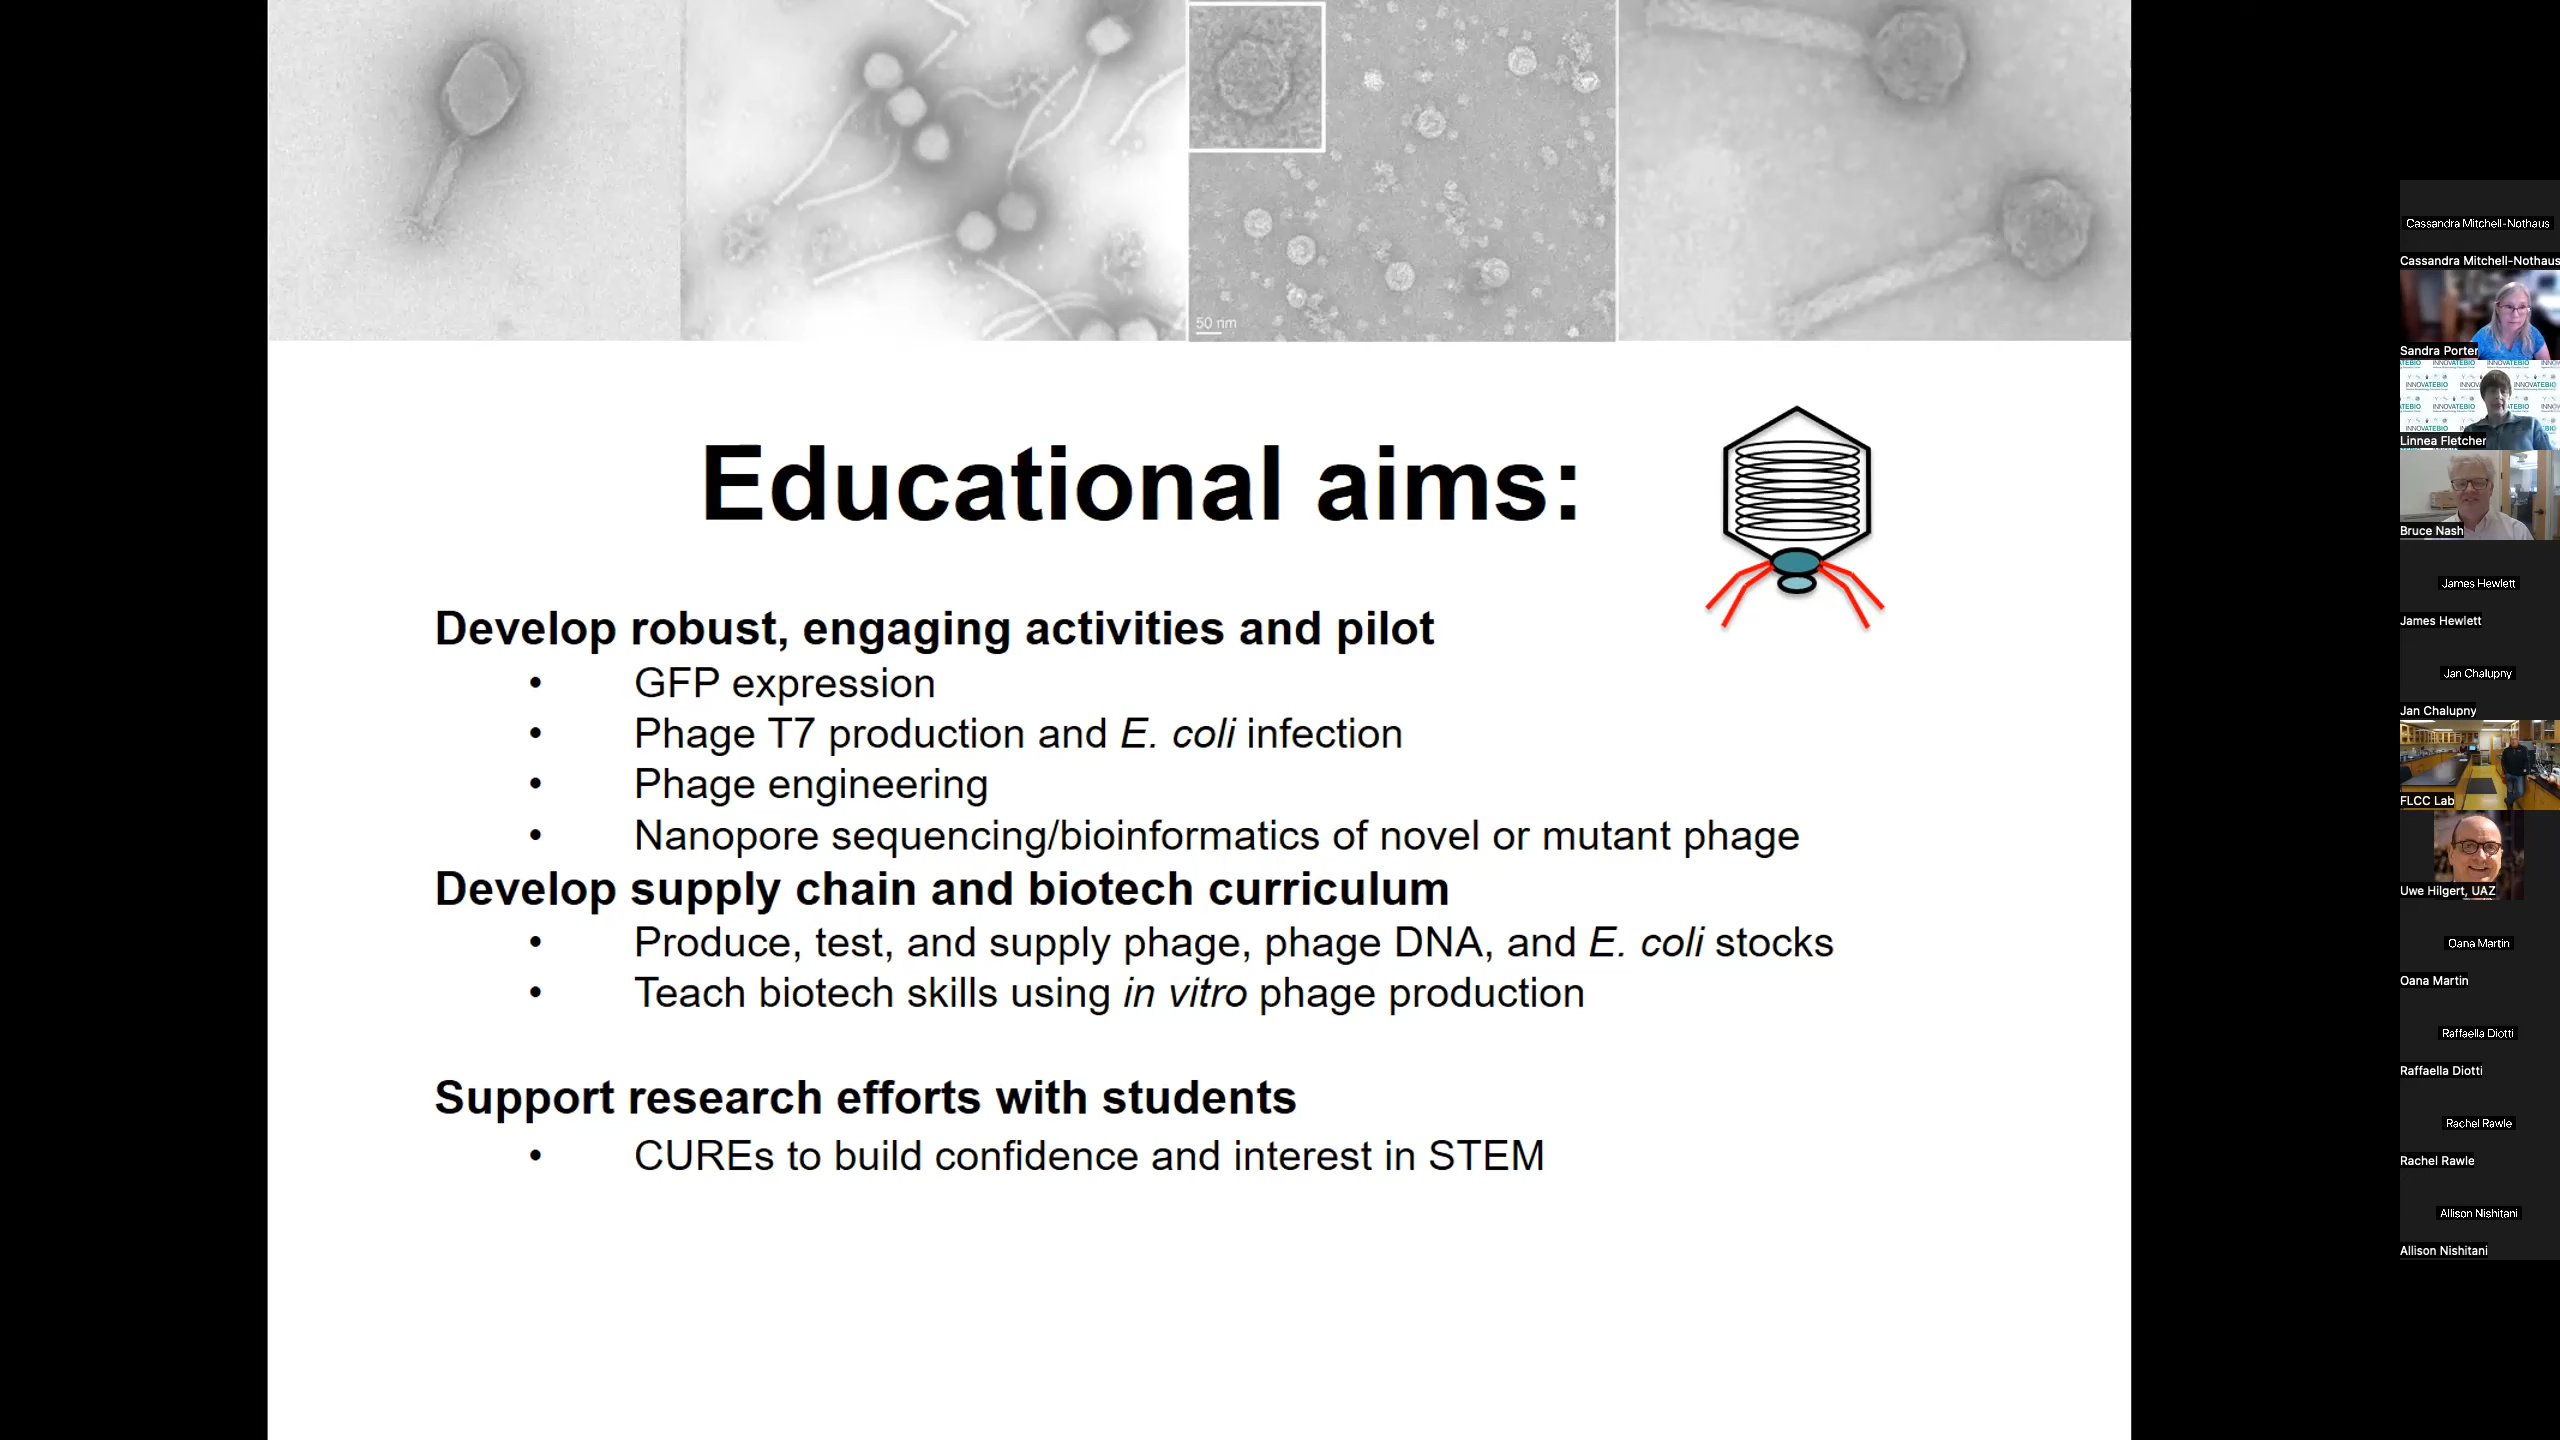 50 nm
Educational aims:
Develop robust, engaging activities and pilot
• GFP expression
• Phage T7 production and E. coli infection
• Phage engineering
• Nanopore sequencing/bioinformatics of novel or mutant phage
Develop supply chain and biotech curriculum
• Produce, test, and supply phage, phage DNA, and E. coli stocks
• Teach biotech skills using in vitro phage production
Support research efforts with students
• CUREs to build confidence and interest in STEM
Cassandra Mitchell-Nothaus
Cassandra Mitchell-Nothaus
Sandra Porter
INNOVATEBIO
INNOVATEBIO
Linnea Fletcher
Bruce Nash
James Hewlett
James Hewlett
Jan Chalupny
Jan Chalupny
FLCC Lab
Uwe Hilgert, UAZ
Oana Martin
Oana Martin
Raffaella Diotti
Raffaella Diotti
Rachel Rawle
Rachel Rawle
Allison Nishitani
Allison Nishitani